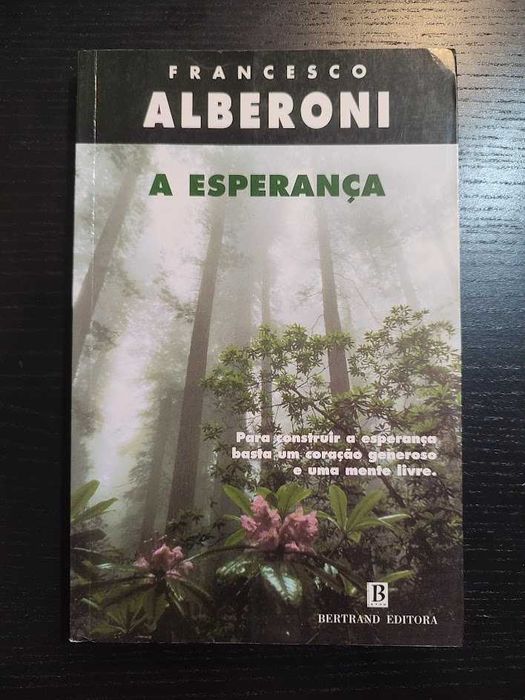 FRANCESCO
ALBERONI
A ESPERANÇA
Para construir a esperança
basta um coração generoso
e uma mente livre.
B
BERTRAND EDITORA